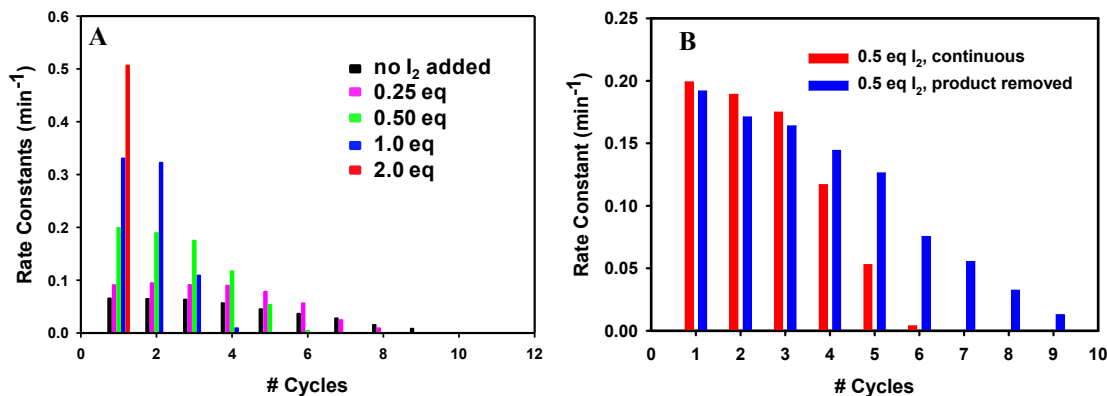 A
0.6
0.5
0.4
0.3
0.2
0.1
0.0
Rate Constants (min⁻¹)
no I₂ added
0.25 eq
0.50 eq
1.0 eq
2.0 eq
0 2 4 6 8 10 12
# Cycles
B
0.25
0.20
0.15
0.10
0.05
0.00
Rate Constant (min⁻¹)
0.5 eq I₂, continuous
0.5 eq I₂, product removed
0 1 2 3 4 5 6 7 8 9 10
# Cycles